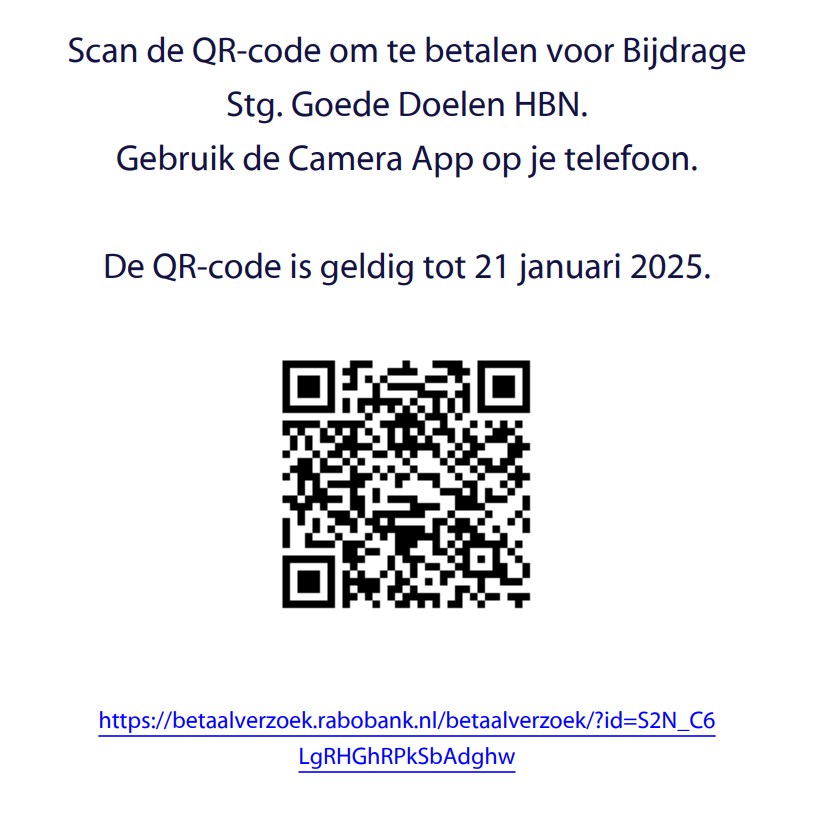 Scan de QR-code om te betalen voor Bijdrage
Stg. Goede Doelen HBN.
Gebruik de Camera App op je telefoon.
De QR-code is geldig tot 21 januari 2025.
https://betaalverzoek.rabobank.nl/betaalverzoek/?id=S2N_C6
LgRHGhRPkSbAdghw